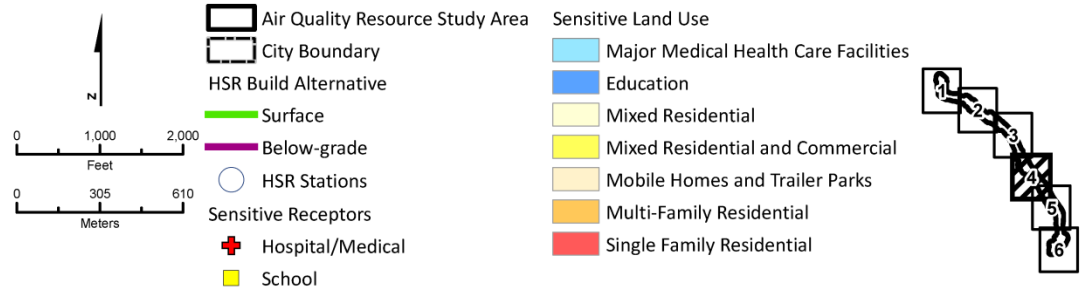 N
0 1,000 2,000
Feet
0 305 610
Meters
Air Quality Resource Study Area
City Boundary
HSR Build Alternative
Surface
Below-grade
HSR Stations
Sensitive Receptors
Hospital/Medical
School
Sensitive Land Use
Major Medical Health Care Facilities
Education
Mixed Residential
Mixed Residential and Commercial
Mobile Homes and Trailer Parks
Multi-Family Residential
Single Family Residential
1
2
3
4
5
6